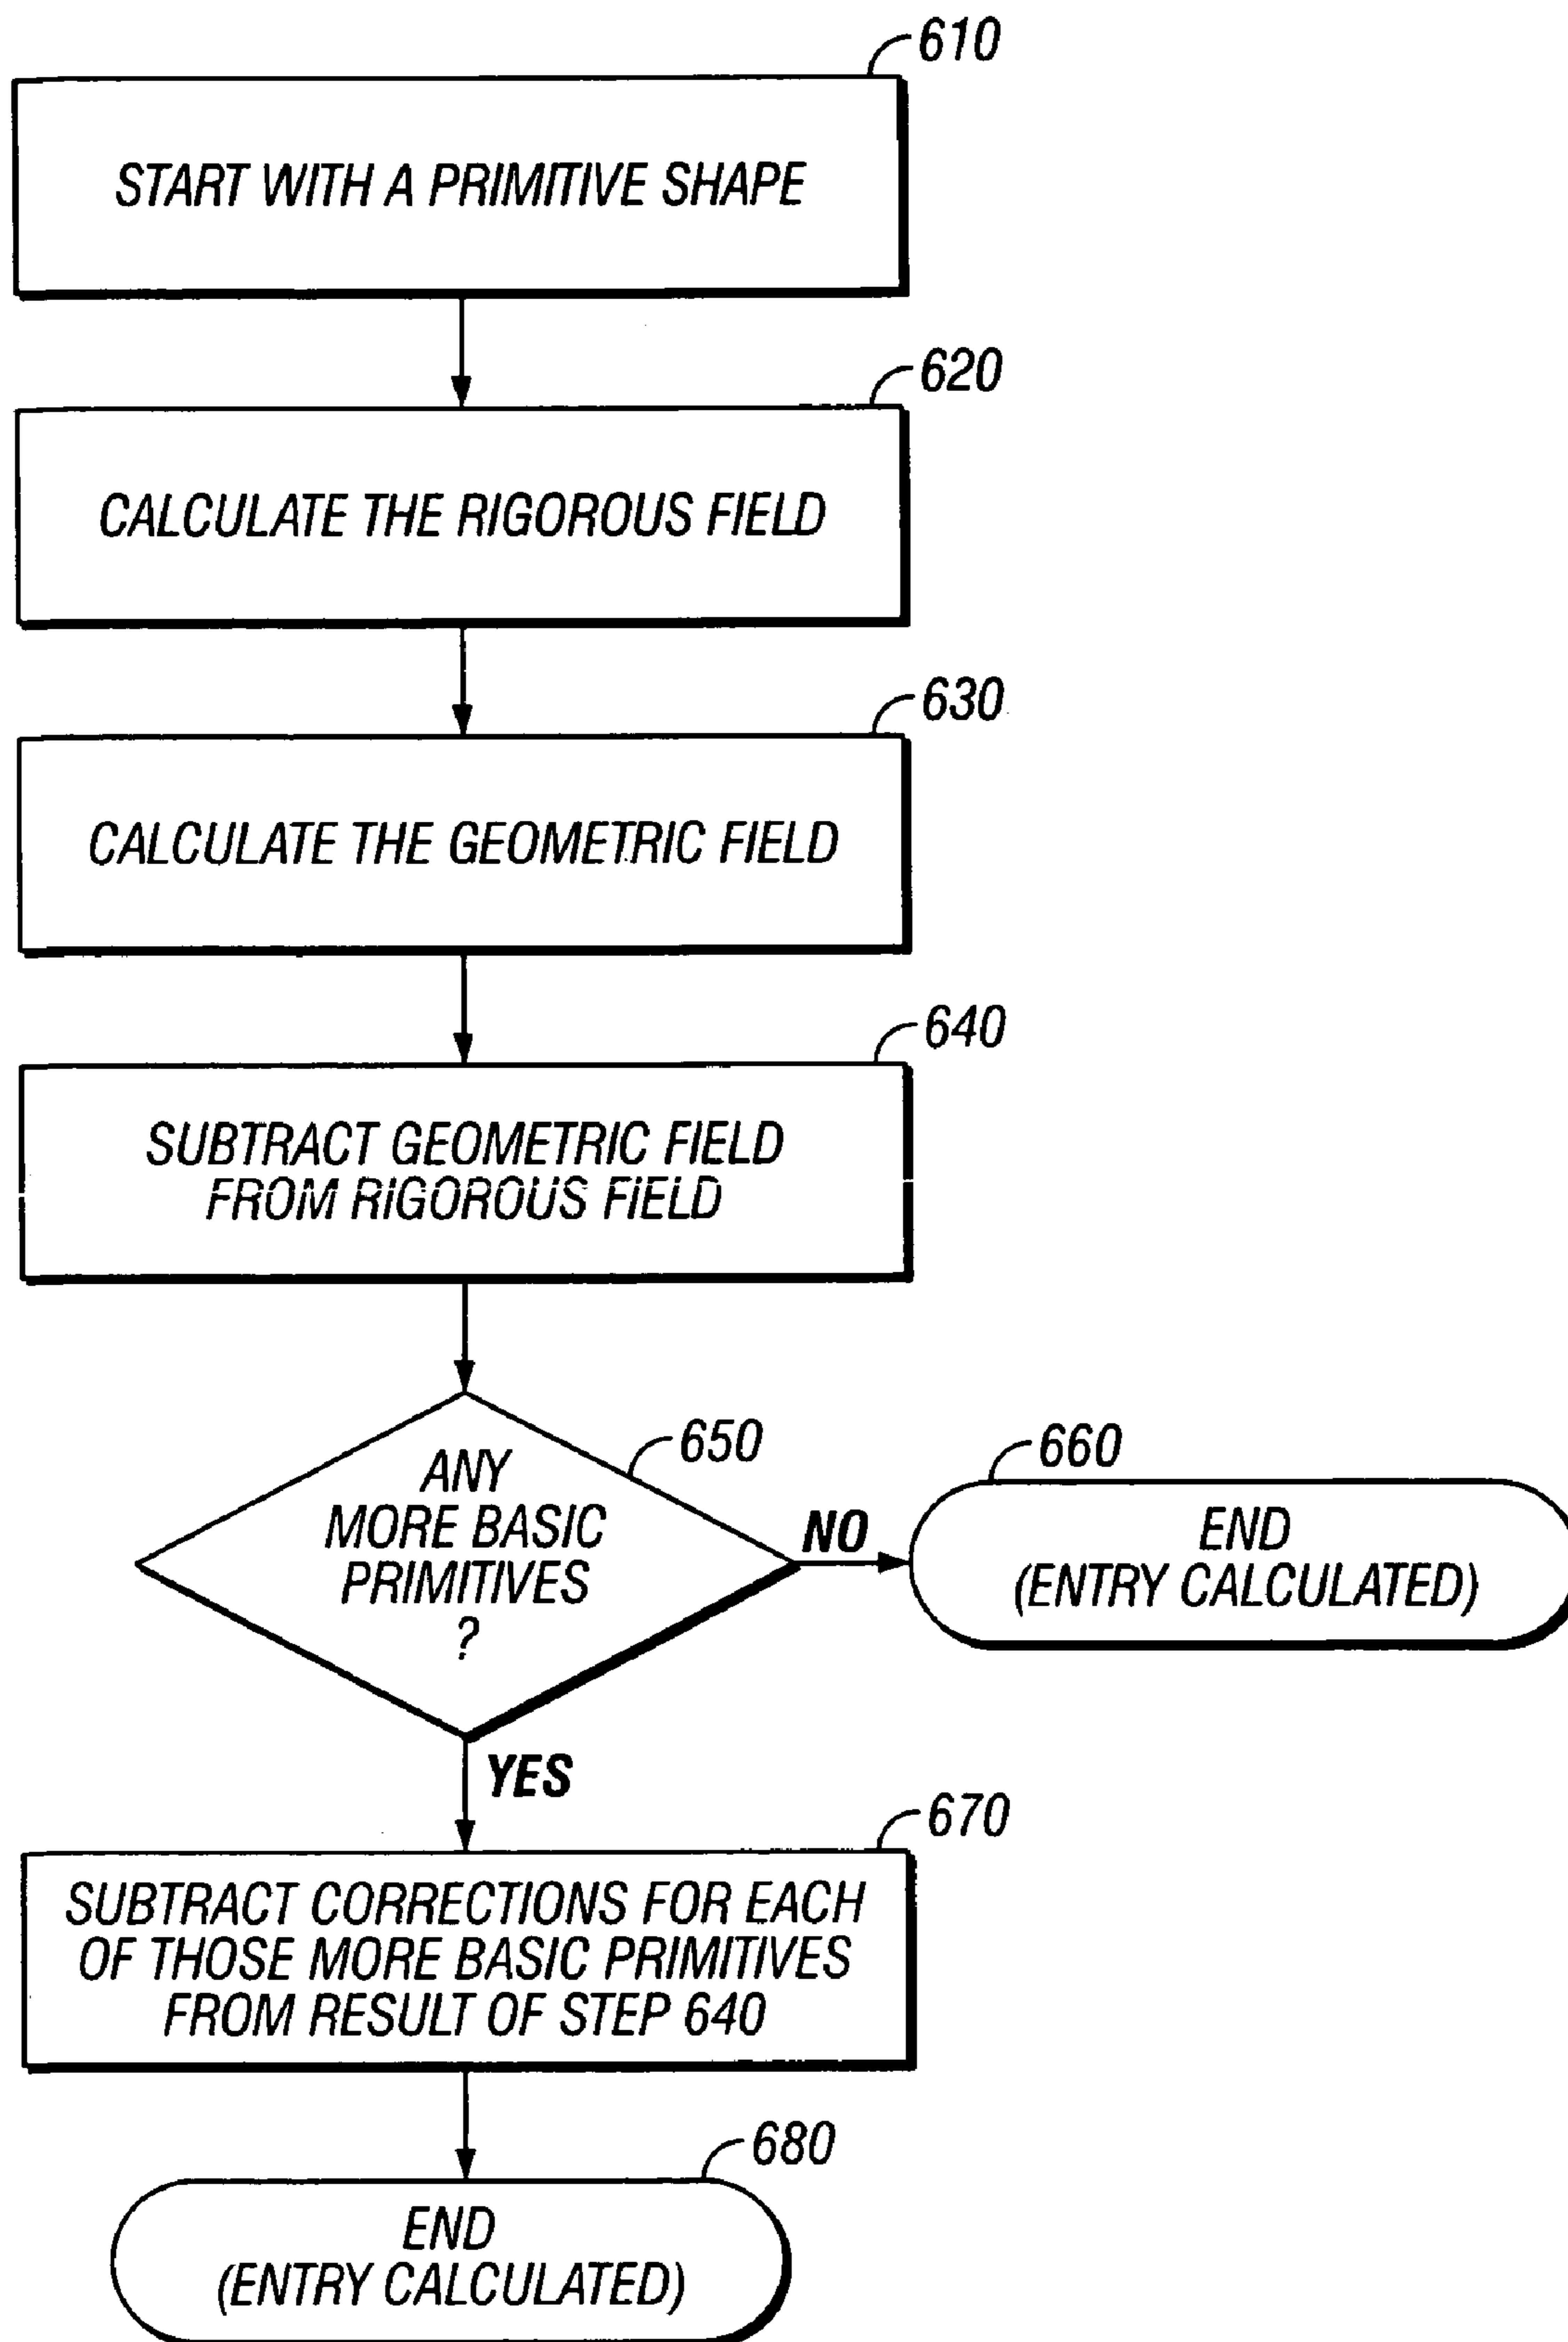 610
START WITH A PRIMITIVE SHAPE
620
CALCULATE THE RIGOROUS FIELD
630
CALCULATE THE GEOMETRIC FIELD
640
SUBTRACT GEOMETRIC FIELD
FROM RIGOROUS FIELD
650
ANY
MORE BASIC
PRIMITIVES
?
NO
660
END
(ENTRY CALCULATED)
YES
670
SUBTRACT CORRECTIONS FOR EACH
OF THOSE MORE BASIC PRIMITIVES
FROM RESULT OF STEP 640
680
END
(ENTRY CALCULATED)